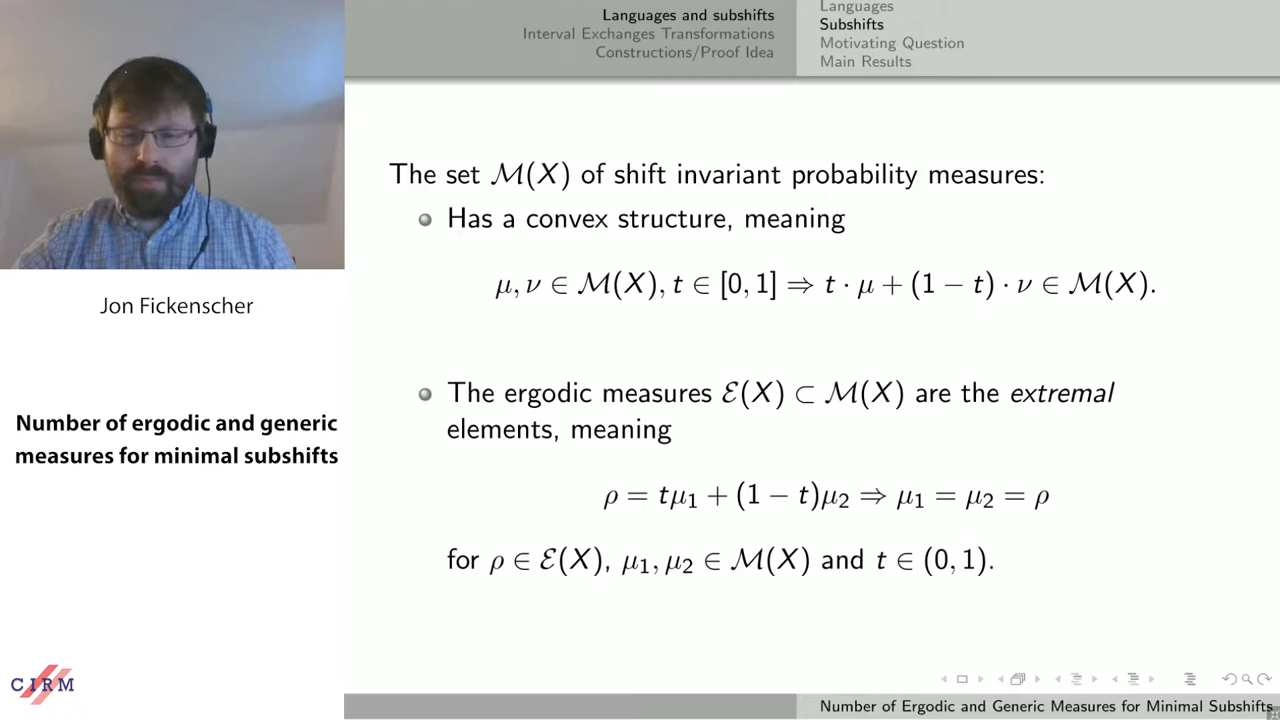 Languages and subshifts
Interval Exchanges Transformations
Constructions/Proof Idea
Languages
Subshifts
Motivating Question
Main Results
The set ℳ(X) of shift invariant probability measures:
Has a convex structure, meaning
μ, ν ∈ ℳ(X), t ∈ [0, 1] ⇒ t · μ + (1 − t) · ν ∈ ℳ(X).
The ergodic measures ℰ(X) ⊂ ℳ(X) are the extremal
elements, meaning
ρ = tμ₁ + (1 − t)μ₂ ⇒ μ₁ = μ₂ = ρ
for ρ ∈ ℰ(X), μ₁, μ₂ ∈ ℳ(X) and t ∈ (0, 1).
Jon Fickenscher
Number of ergodic and generic
measures for minimal subshifts
CIRM
Number of Ergodic and Generic Measures for Minimal Subshifts